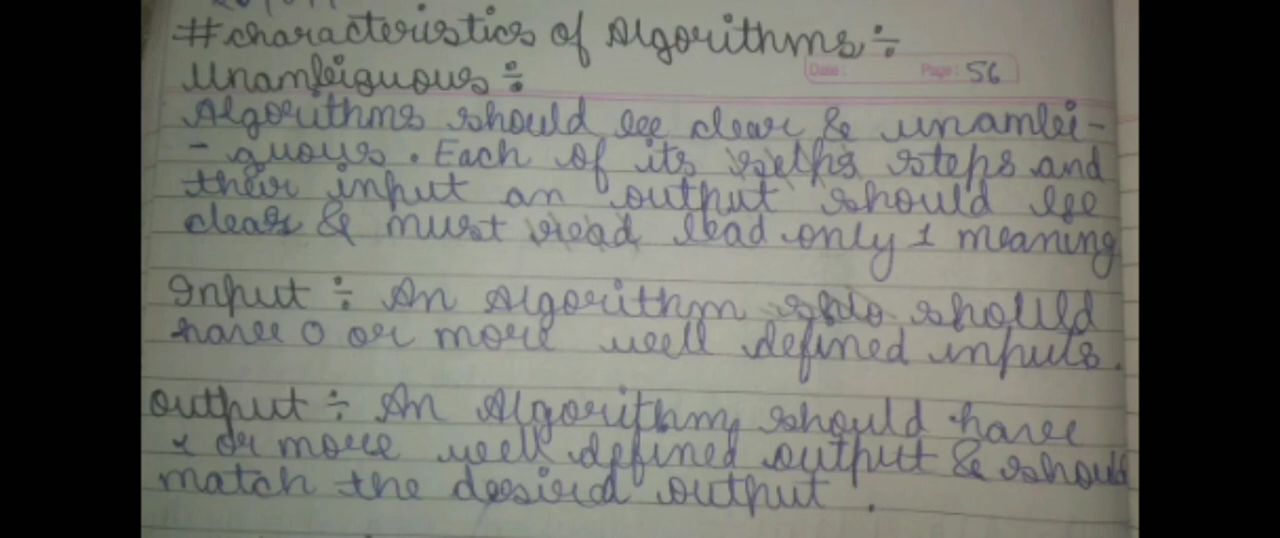 #characteristics of Algorithms÷
Date: Page: 56
Unambiguous÷
Algorithms should be clear & unambi-
- guous. Each of its steps and
their input an output should be
clear & must lead only 1 meaning
Input ÷ An Algorithm should
have 0 or more well defined inputs.
output ÷ An Algorithm should have
1 or more well defined output & should
match the desired output.